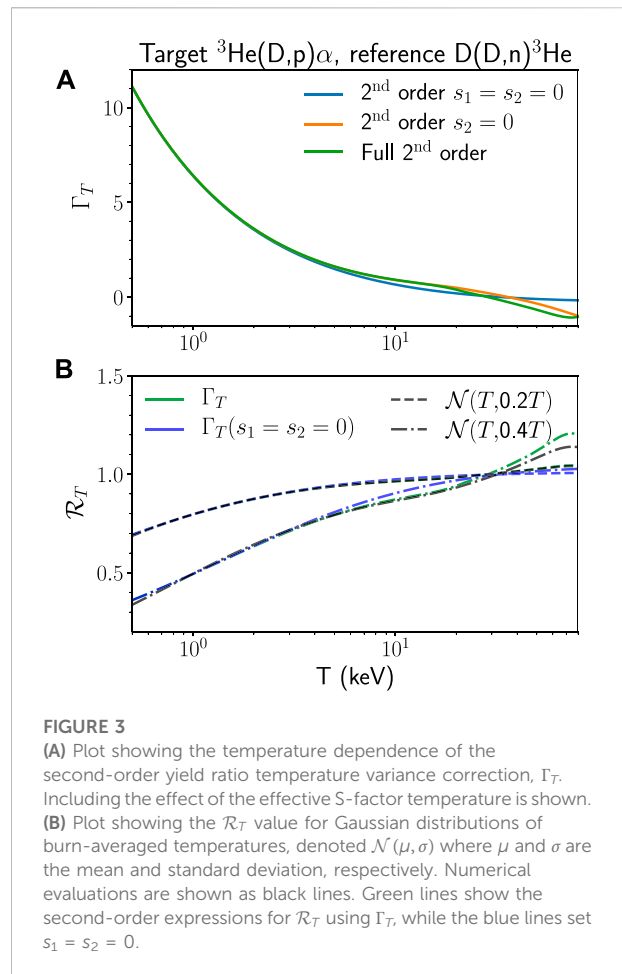 Target ³He(D,p)α, reference D(D,n)³He
A
2ⁿᵈ order s₁ = s₂ = 0
2ⁿᵈ order s₂ = 0
Full 2ⁿᵈ order
10
5
0
Γ_T
10⁰
10¹
B
Γ_T
Γ_T(s₁ = s₂ = 0)
𝒩(T,0.2T)
𝒩(T,0.4T)
1.5
1.0
0.5
ℛ_T
10⁰
10¹
T (keV)
FIGURE 3
(A) Plot showing the temperature dependence of the
second-order yield ratio temperature variance correction, Γ_T.
Including the effect of the effective S-factor temperature is shown.
(B) Plot showing the ℛ_T value for Gaussian distributions of
burn-averaged temperatures, denoted 𝒩(μ,σ) where μ and σ are
the mean and standard deviation, respectively. Numerical
evaluations are shown as black lines. Green lines show the
second-order expressions for ℛ_T using Γ_T, while the blue lines set
s₁ = s₂ = 0.